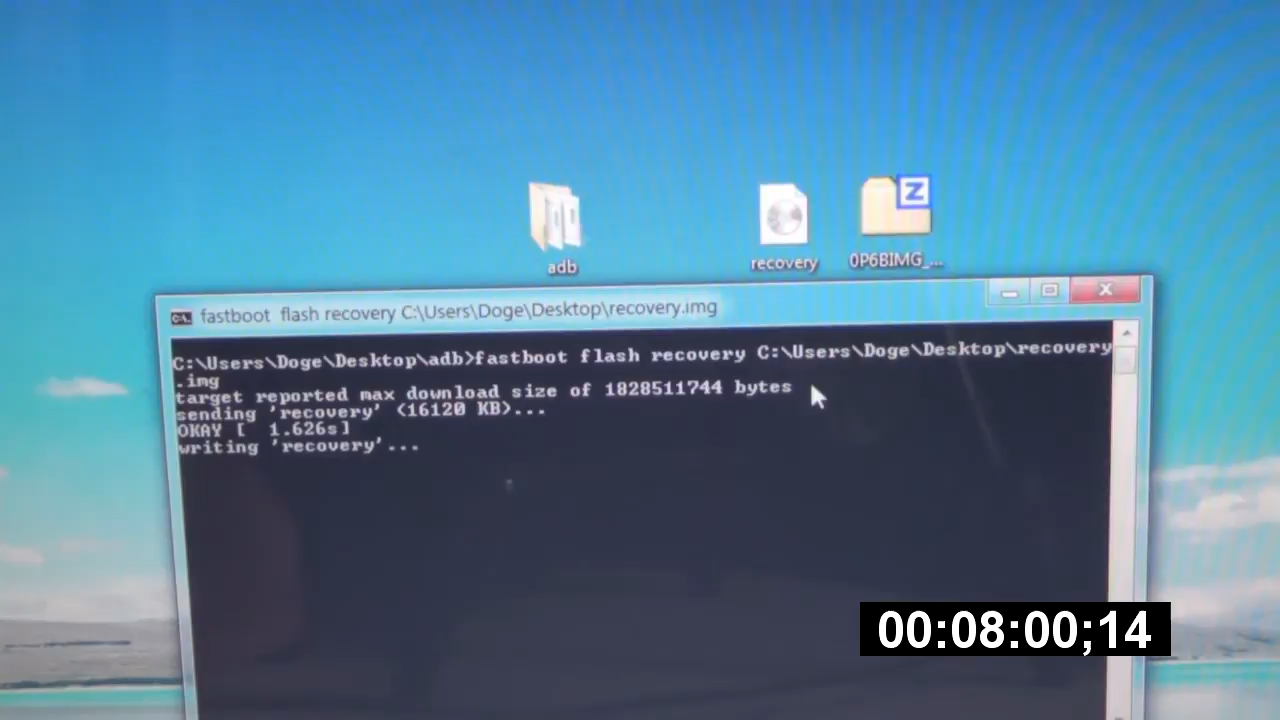 adb
recovery
0P6BIMG_...
Z
fastboot  flash recovery C:\Users\Doge\Desktop\recovery.img
C:\Users\Doge\Desktop\adb>fastboot flash recovery C:\Users\Doge\Desktop\recovery
.img
target reported max download size of 1828511744 bytes
sending 'recovery' (16120 KB)...
OKAY [  1.626s]
writing 'recovery'...
00:08:00;14